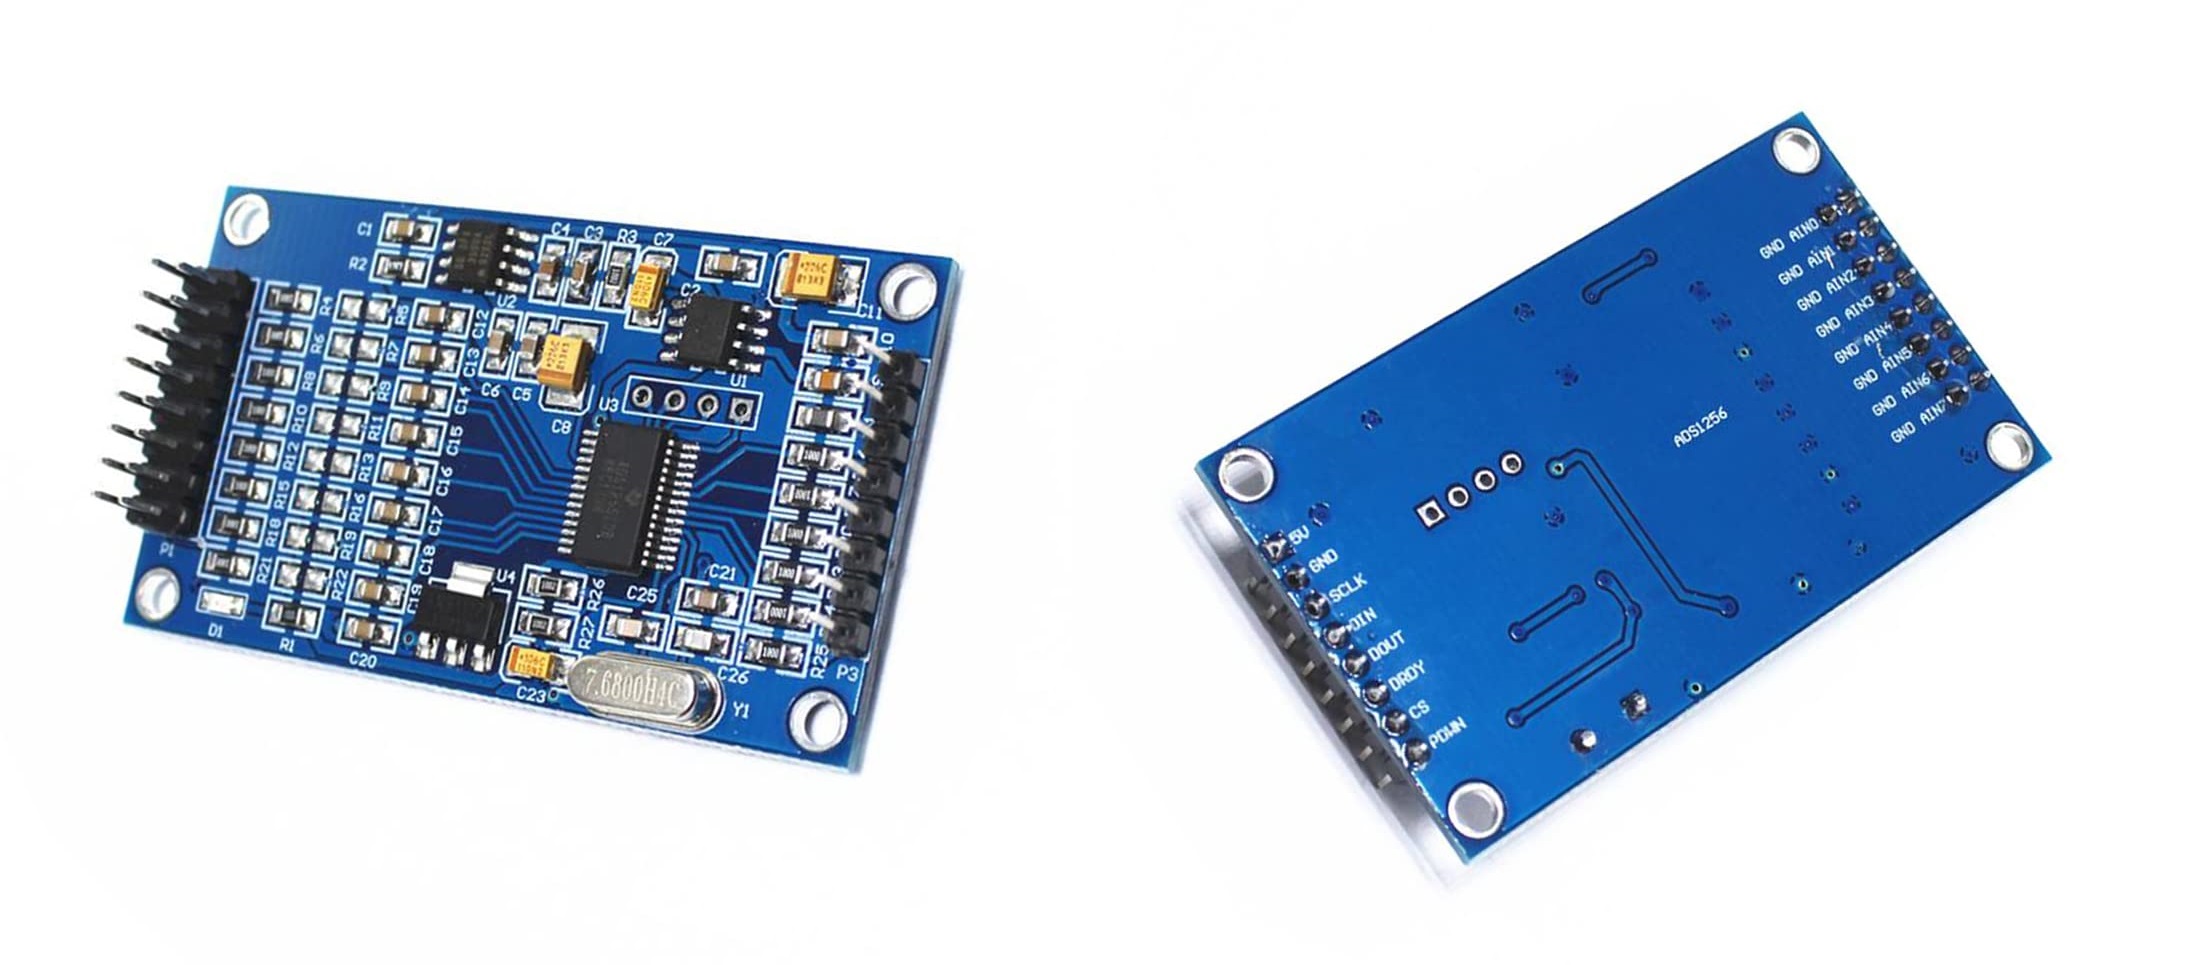 C1
R2
U2
C4
C3
R3
C7
C2
C11
U1
U3
R4
R5
C12
R6
R7
C13
C6
C5
C8
R8
R9
C14
R10
R11
C15
R12
R13
C16
R15
R16
C17
R18
R19
C18
R21
R22
C19
P1
D1
R1
C20
U4
R26
R27
C25
C21
C23
C26
R25
P3
Y1
7.6800H4C
GND AIN0
GND AIN1
GND AIN2
GND AIN3
GND AIN4
GND AIN5
GND AIN6
GND AIN7
ADS1256
5V
GND
SCLK
DIN
DOUT
DRDY
CS
PDWN